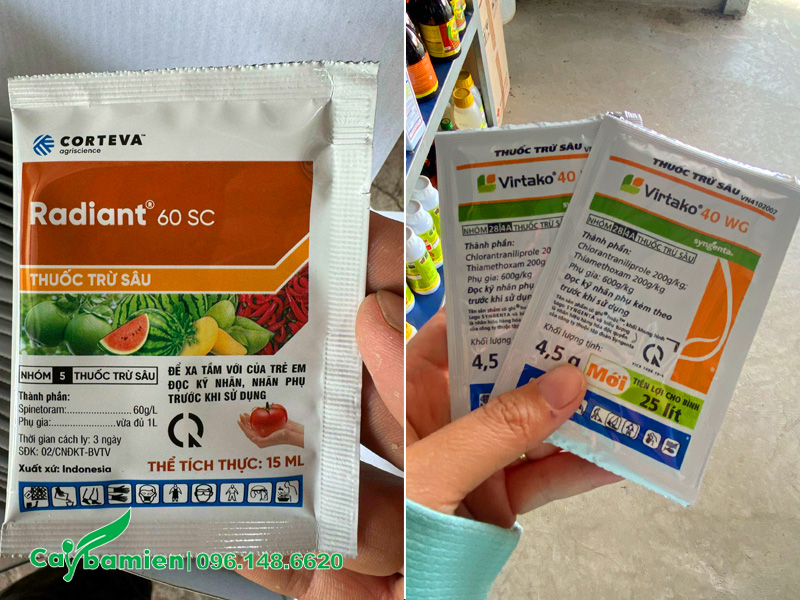 CORTEVA™
agriscience
Radiant® 60 SC
THUỐC TRỪ SÂU
NHÓM 5 THUỐC TRỪ SÂU
Thành phần:
Spinetoram: 60g/L
Phụ gia: vừa đủ 1L
Thời gian cách ly: 3 ngày
SĐK: 02/CNĐKT-BVTV
Xuất xứ: Indonesia
ĐỂ XA TẦM VỚI CỦA TRẺ EM
ĐỌC KỸ NHÃN, NHÃN PHỤ
TRƯỚC KHI SỬ DỤNG
THỂ TÍCH THỰC: 15 ML
Caybamien | 096.148.6620
THUỐC TRỪ SÂU
Virtako® 40
NHÓM 28 4A THUỐC TRỪ SÂU
Thành phần:
Chlorantraniliprole
Thiamethoxam 200g
Phụ gia: 600g/kg
Đọc kỹ nhãn phụ
trước khi sử dụng
Khối lượng
4,5
THUỐC TRỪ SÂU
VN4102007
Virtako® 40 WG
syngenta
NHÓM 28 4A THUỐC TRỪ SÂU
Thành phần:
Chlorantraniliprole 200g/kg;
Thiamethoxam 200g/kg
Phụ gia: 600g/kg
Đọc kỹ nhãn phụ kèm theo
trước khi sử dụng
Khối lượng tịnh:
4,5 g
Mới
TIỆN LỢI CHO BÌNH
25 lít